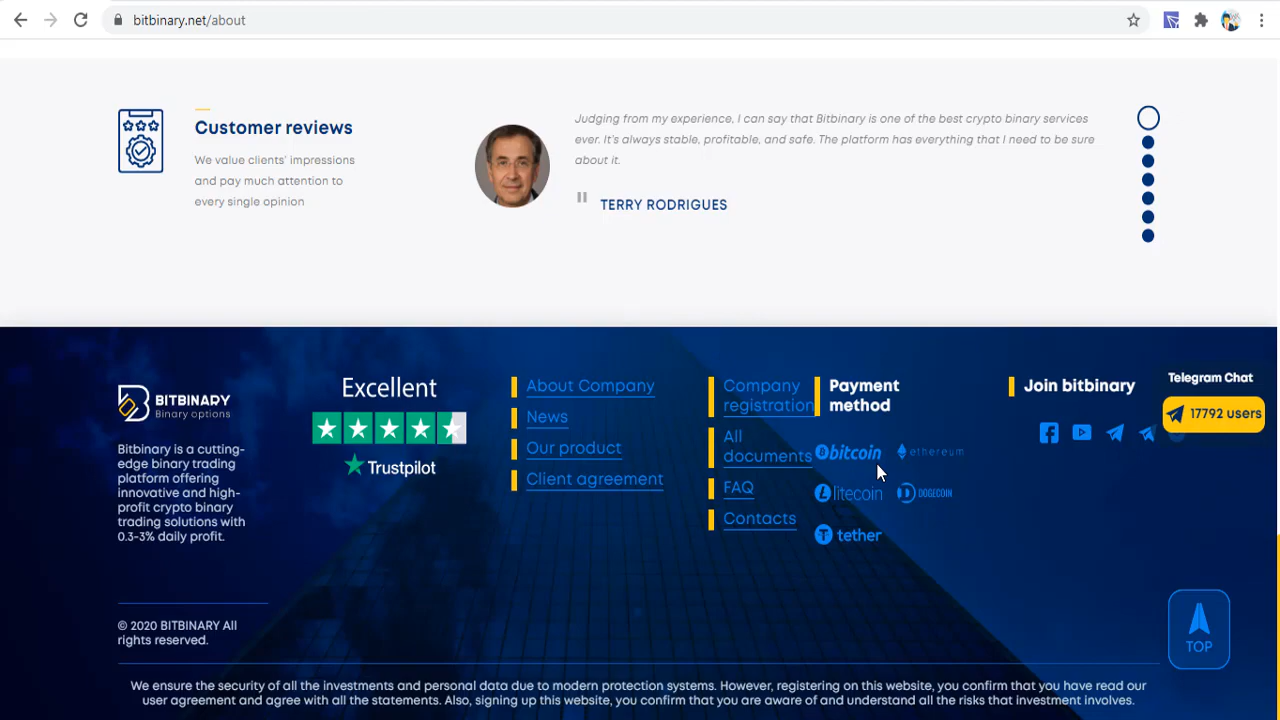 bitbinary.net/about
Customer reviews
We value clients' impressions
and pay much attention to
every single opinion
Judging from my experience, I can say that Bitbinary is one of the best crypto binary services
ever. It's always stable, profitable, and safe. The platform has everything that I need to be sure
about it.
" TERRY RODRIGUES
BITBINARY
Binary options
Bitbinary is a cutting-
edge binary trading
platform offering
innovative and high-
profit crypto binary
trading solutions with
0.3-3% daily profit.
Excellent
Trustpilot
About Company
News
Our product
Client agreement
Company
registration
All
documents
FAQ
Contacts
Payment
method
bitcoin
ethereum
litecoin
DOGECOIN
tether
Join bitbinary
Telegram Chat
17792 users
© 2020 BITBINARY All
rights reserved.
TOP
We ensure the security of all the investments and personal data due to modern protection systems. However, registering on this website, you confirm that you have read our
user agreement and agree with all the statements. Also, signing up this website, you confirm that you are aware of and understand all the risks that investment involves.